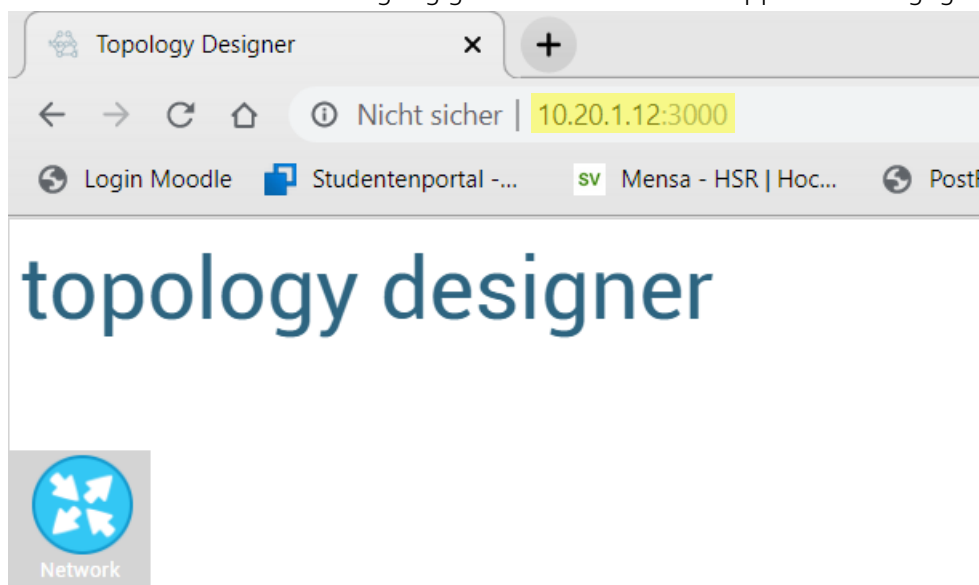 Topology Designer
Nicht sicher | 10.20.1.12:3000
Login Moodle Studentenportal -... sv Mensa - HSR | Hoc...
topology designer
Network